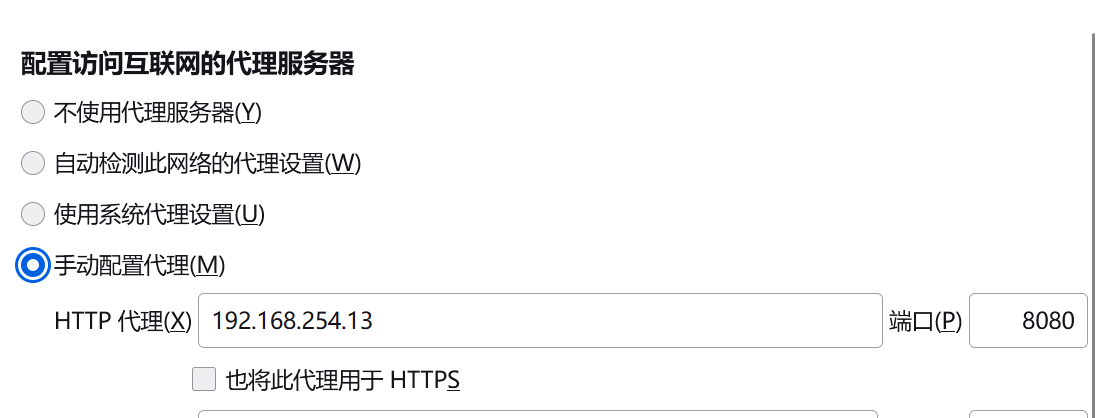 配置访问互联网的代理服务器
不使用代理服务器(Y)
自动检测此网络的代理设置(W)
使用系统代理设置(U)
手动配置代理(M)
HTTP 代理(X) 192.168.254.13 端口(P) 8080
也将此代理用于 HTTPS